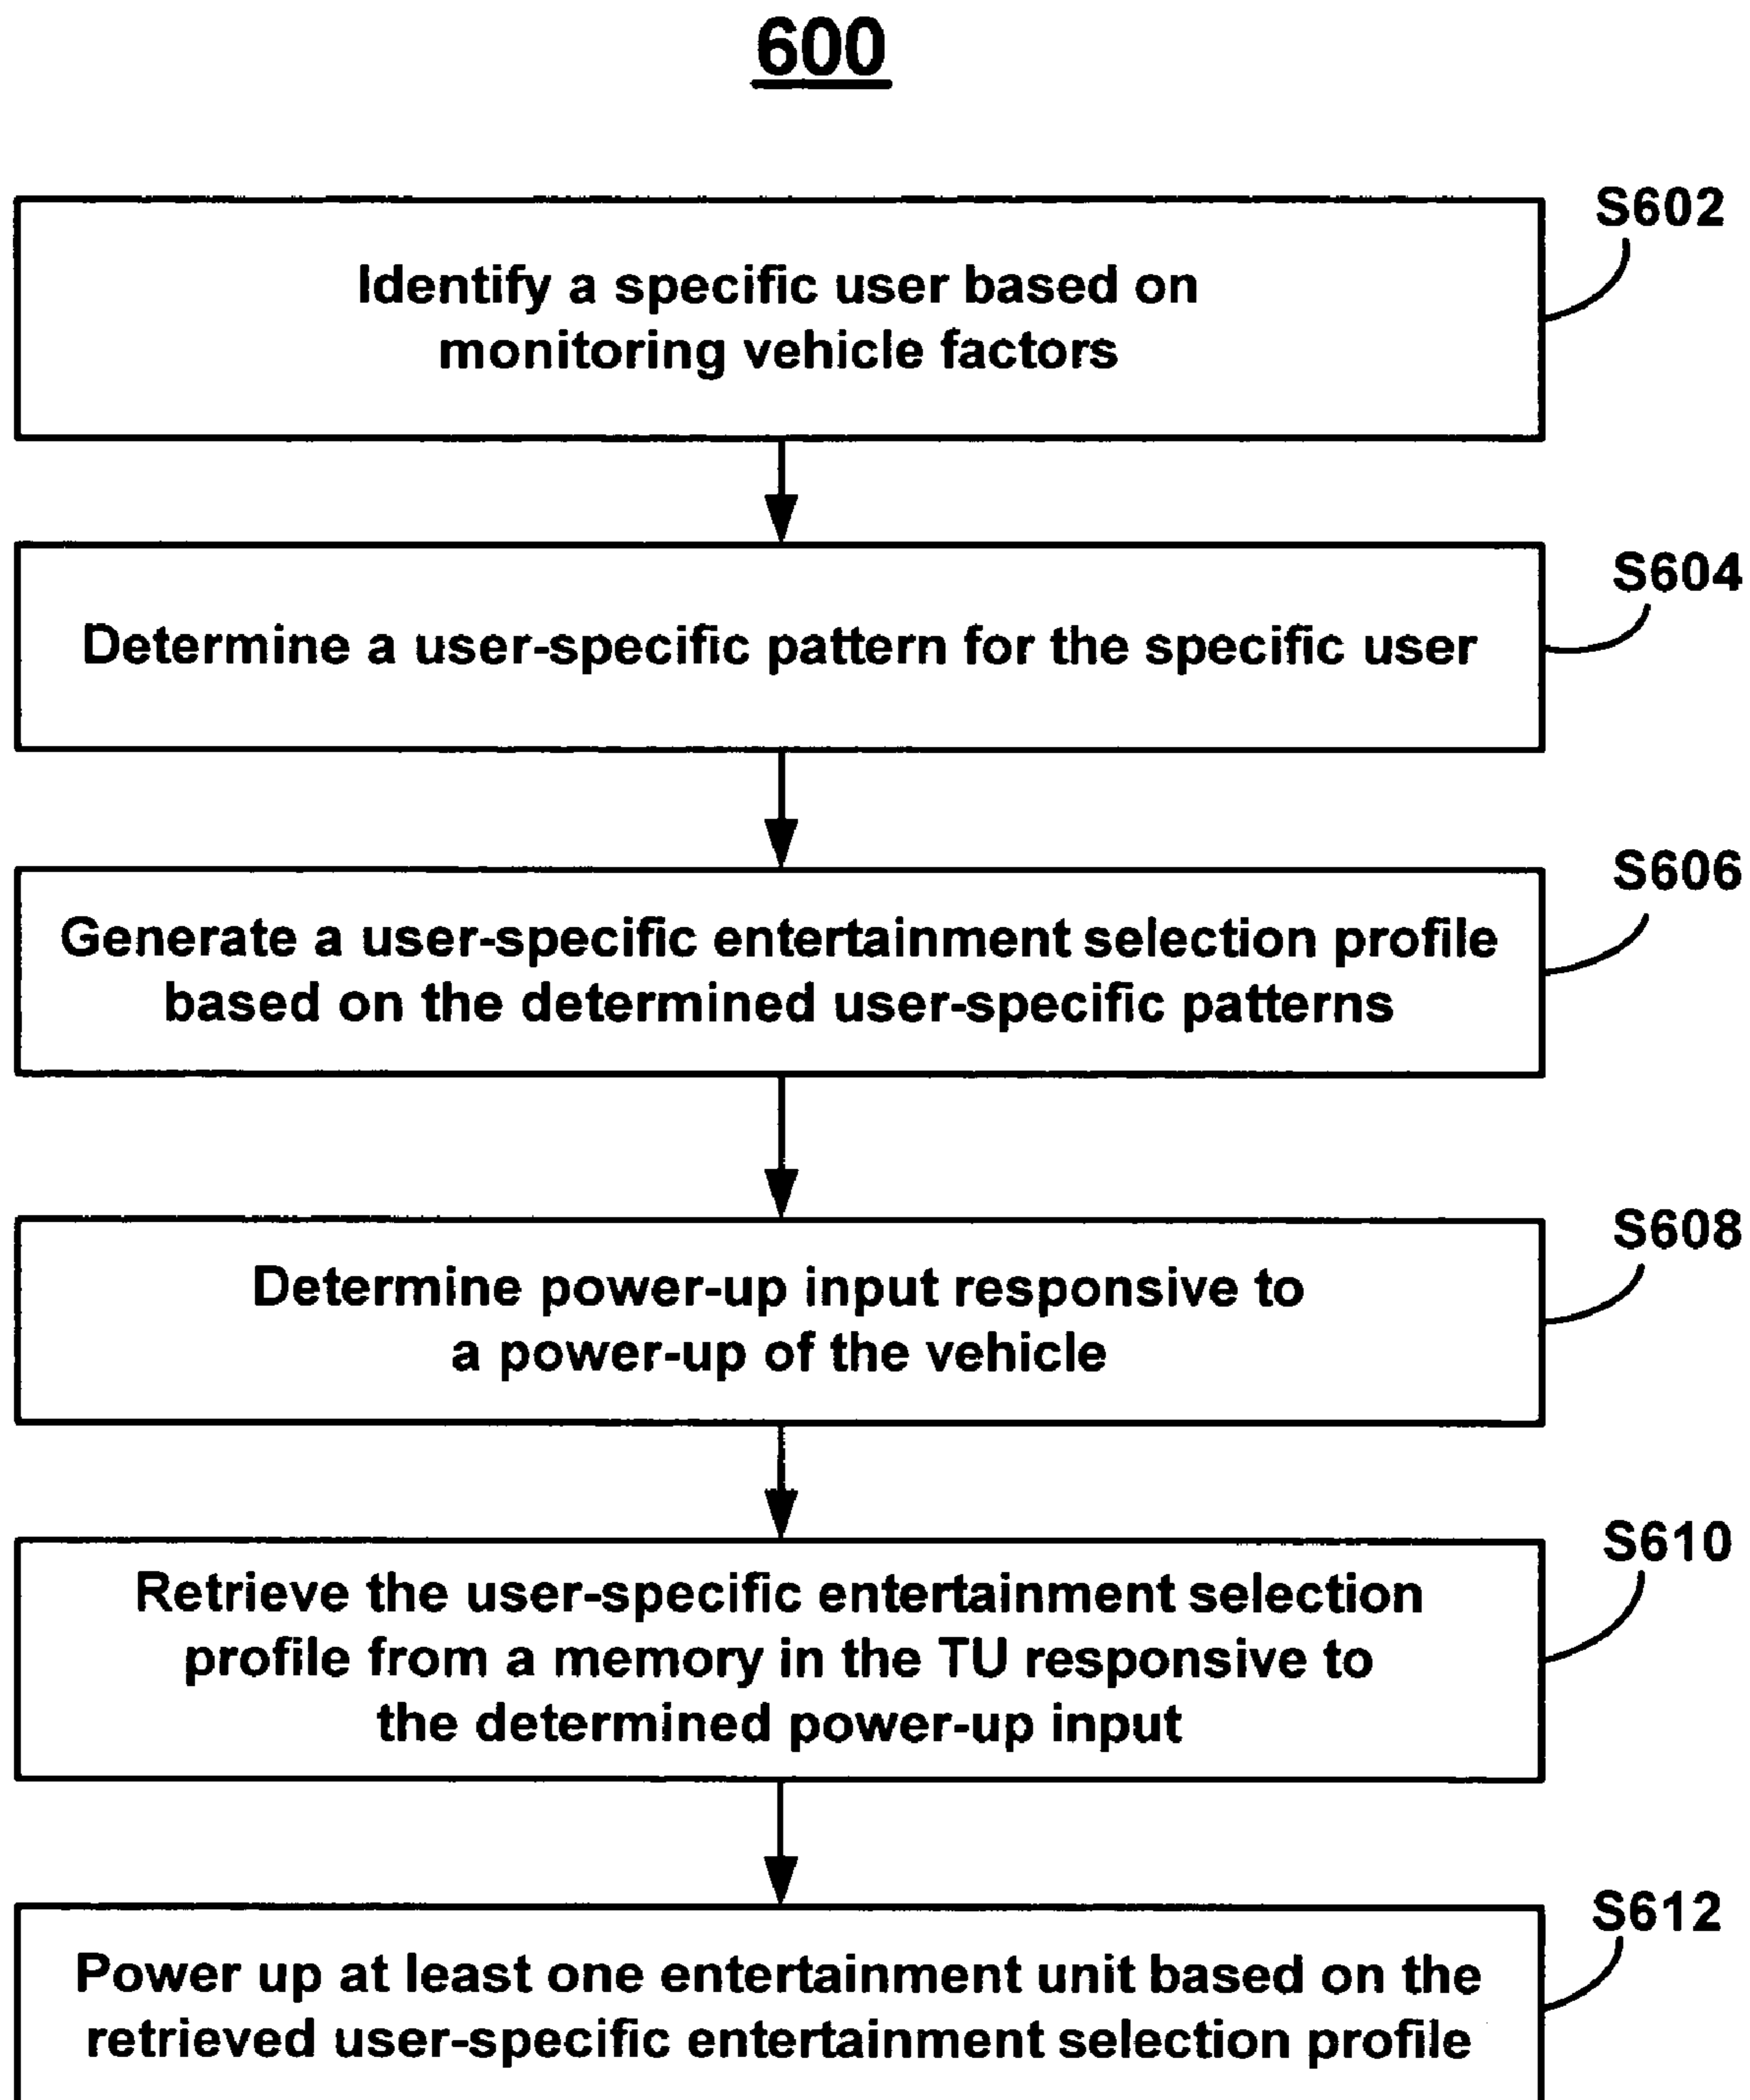 600
S602
Identify a specific user based on
monitoring vehicle factors
S604
Determine a user-specific pattern for the specific user
S606
Generate a user-specific entertainment selection profile
based on the determined user-specific patterns
S608
Determine power-up input responsive to
a power-up of the vehicle
S610
Retrieve the user-specific entertainment selection
profile from a memory in the TU responsive to
the determined power-up input
S612
Power up at least one entertainment unit based on the
retrieved user-specific entertainment selection profile